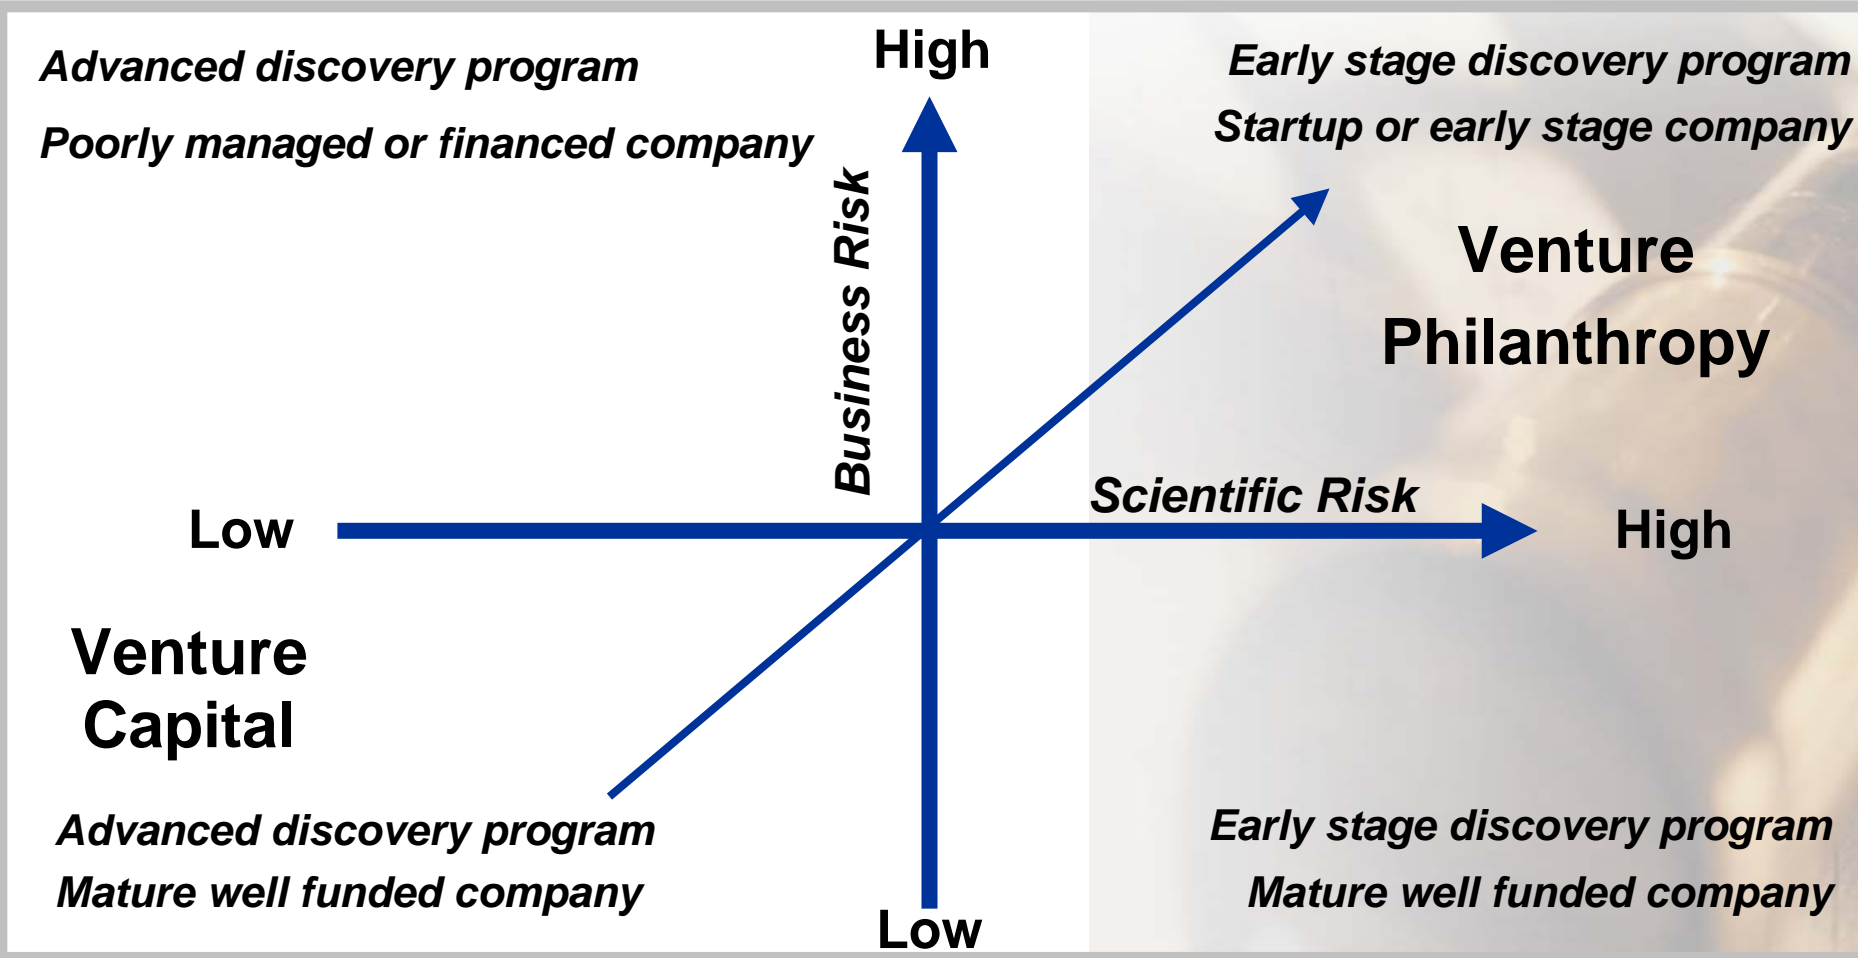 Advanced discovery program
Poorly managed or financed company
High
Early stage discovery program
Startup or early stage company
Business Risk
Venture
Philanthropy
Scientific Risk
Low
High
Venture
Capital
Advanced discovery program
Mature well funded company
Low
Early stage discovery program
Mature well funded company